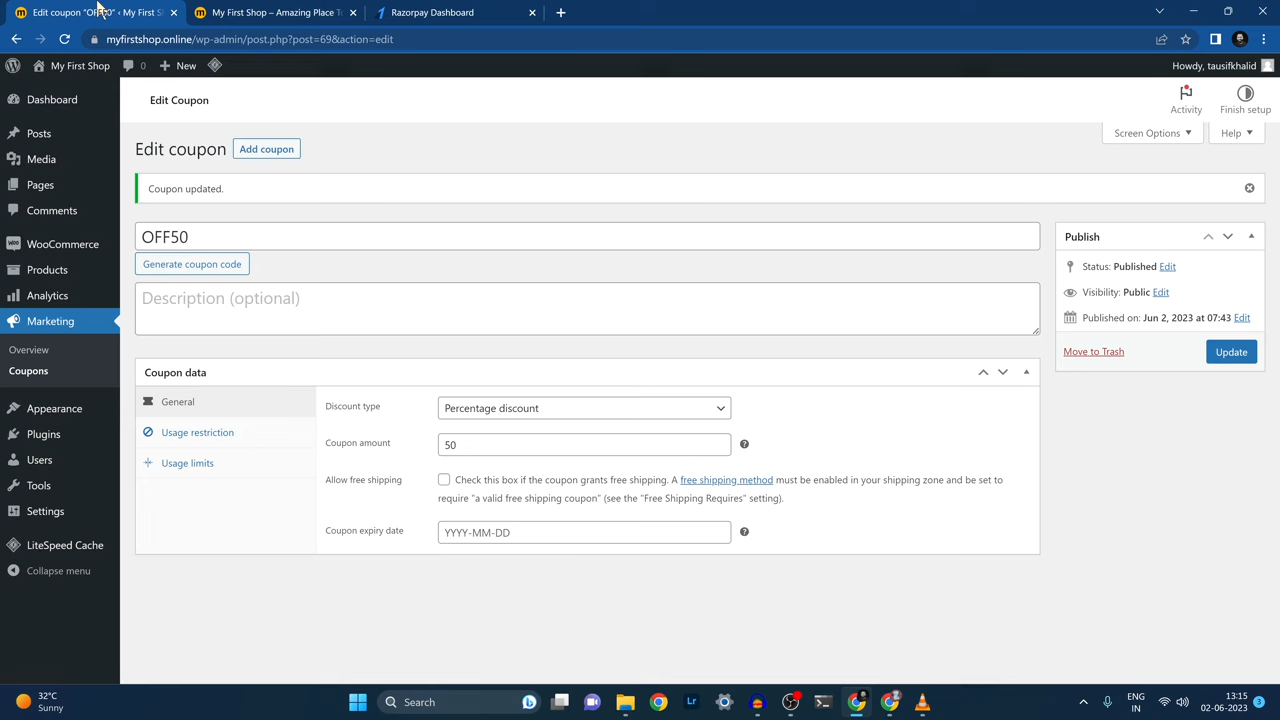 Edit coupon "OFF50" ‹ My First Sh
My First Shop – Amazing Place T
Razorpay Dashboard
myfirstshop.online/wp-admin/post.php?post=69&action=edit
My First Shop
0
New
Howdy, tausifkhalid
Dashboard
Posts
Media
Pages
Comments
WooCommerce
Products
Analytics
Marketing
Overview
Coupons
Appearance
Plugins
Users
Tools
Settings
LiteSpeed Cache
Collapse menu
Edit Coupon
Activity
Finish setup
Screen Options
Help
Edit coupon
Add coupon
Coupon updated.
OFF50
Generate coupon code
Description (optional)
Coupon data
General
Usage restriction
Usage limits
Discount type
Percentage discount
Coupon amount
50
Allow free shipping
Check this box if the coupon grants free shipping. A free shipping method must be enabled in your shipping zone and be set to
require "a valid free shipping coupon" (see the "Free Shipping Requires" setting).
Coupon expiry date
YYYY-MM-DD
Publish
Status: Published Edit
Visibility: Public Edit
Published on: Jun 2, 2023 at 07:43 Edit
Move to Trash
Update
32°C
Sunny
Search
Lr
ENG
IN
13:15
02-06-2023
3